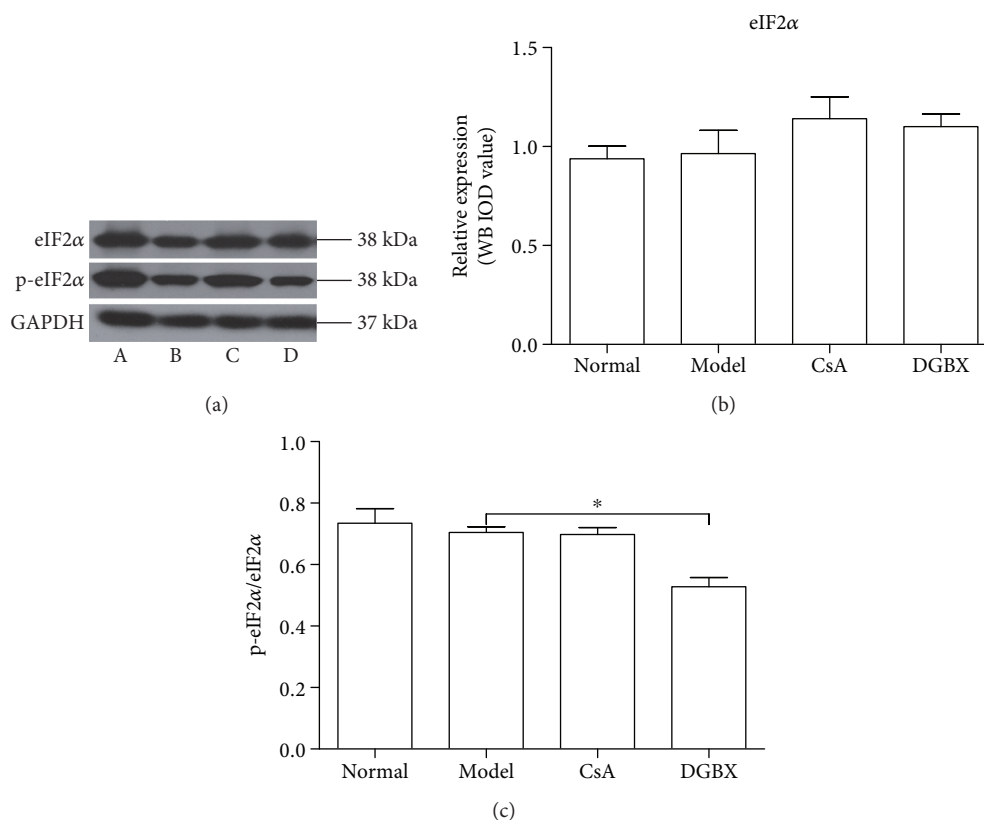 eIF2α
38 kDa
p-eIF2α
38 kDa
GAPDH
37 kDa
A B C D
(a)
eIF2α
Relative expression
(WB IOD value)
1.5
1.0
0.5
0.0
Normal Model CsA DGBX
(b)
p-eIF2α/eIF2α
1.0
0.8
0.6
0.4
0.2
0.0
*
Normal Model CsA DGBX
(c)